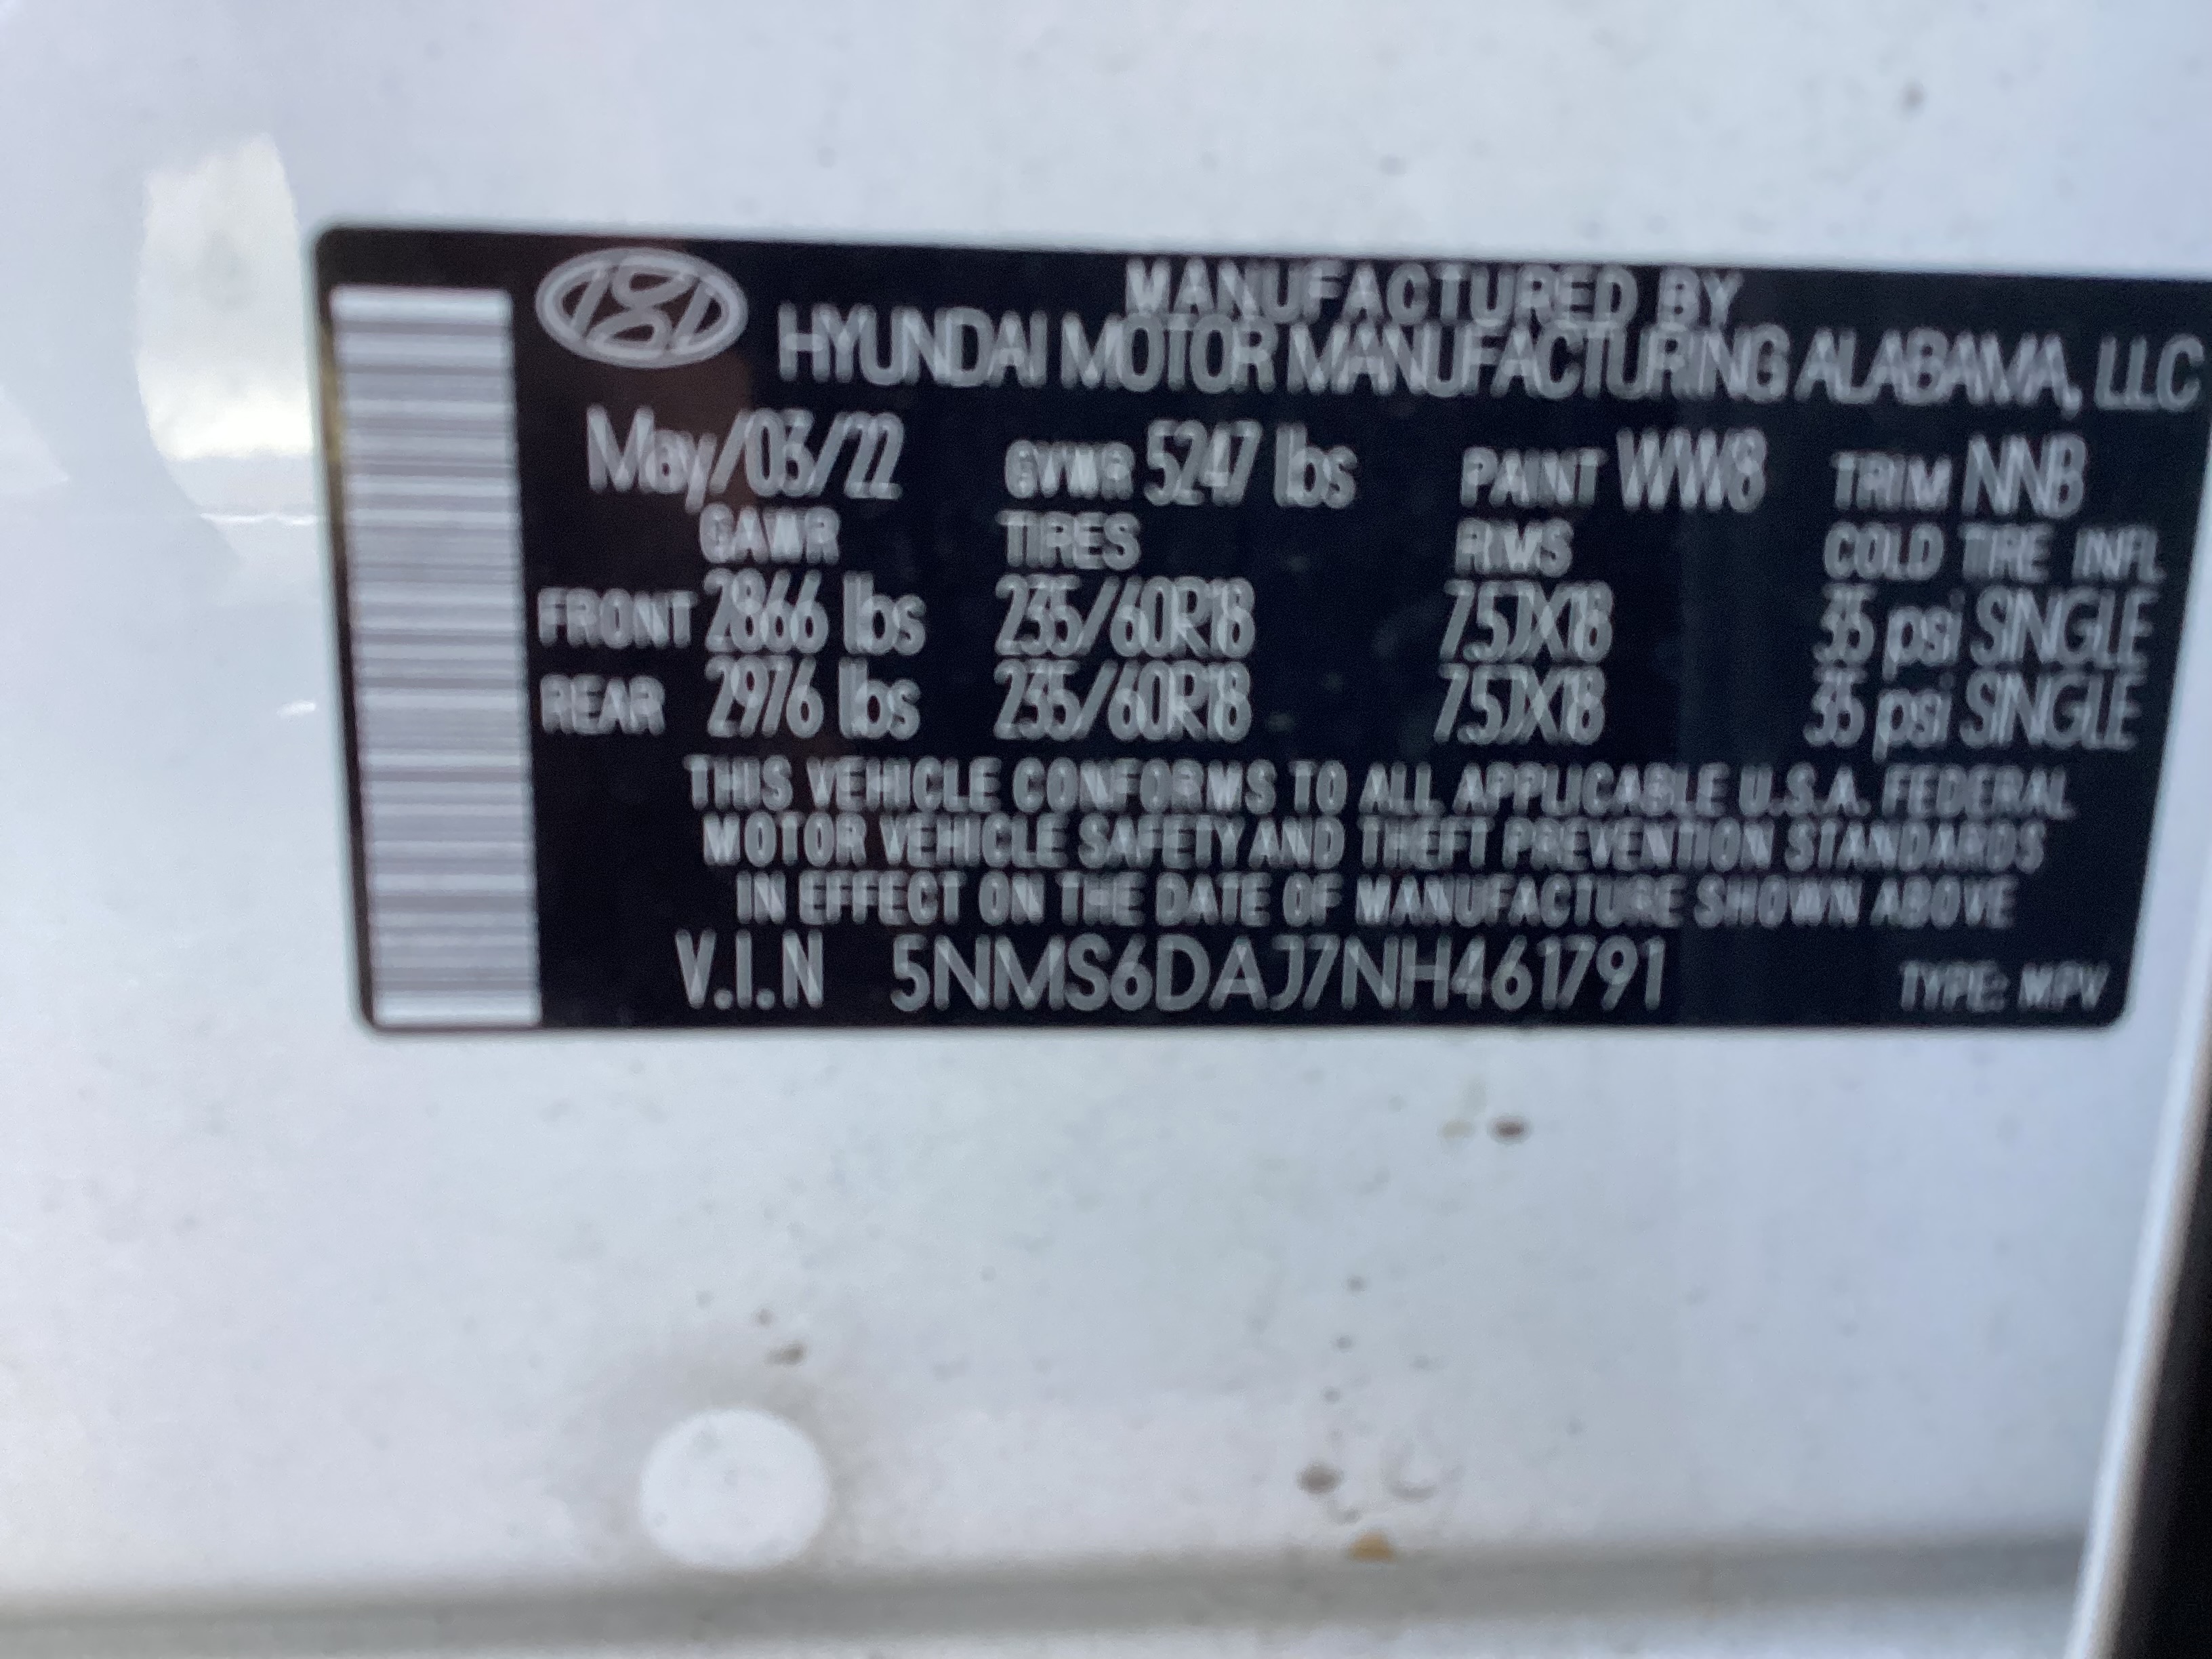 MANUFACTURED BY
HYUNDAI MOTOR MANUFACTURING ALABAMA, LLC
May/03/22 GVWR 5247 lbs PAINT WW8 TRIM NNB
GAWR TIRES RIMS COLD TIRE INFL
FRONT 2866 lbs 235/60R18 7.5JX18 35 psi SINGLE
REAR 2976 lbs 235/60R18 7.5JX18 35 psi SINGLE
THIS VEHICLE CONFORMS TO ALL APPLICABLE U.S.A. FEDERAL
MOTOR VEHICLE SAFETY AND THEFT PREVENTION STANDARDS
IN EFFECT ON THE DATE OF MANUFACTURE SHOWN ABOVE
V.I.N 5NMS6DAJ7NH461791 TYPE: MPV